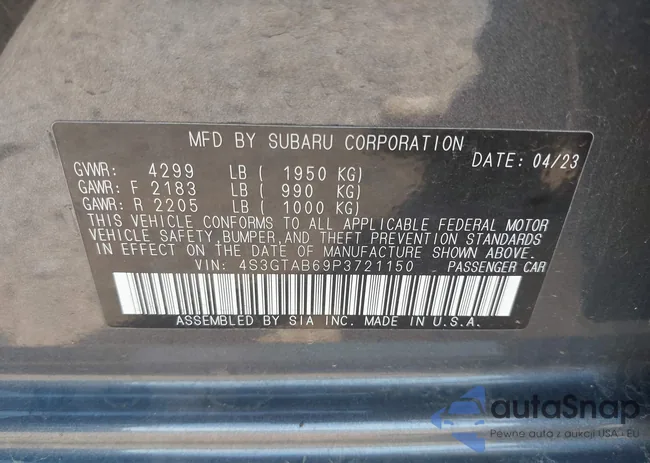 MFD BY SUBARU CORPORATION
DATE: 04/23
GVWR: 4299 LB ( 1950 KG)
GAWR: F 2183 LB ( 990 KG)
GAWR: R 2205 LB ( 1000 KG)
THIS VEHICLE CONFORMS TO ALL APPLICABLE FEDERAL MOTOR
VEHICLE SAFETY,BUMPER,AND THEFT PREVENTION STANDARDS
IN EFFECT ON THE DATE OF MANUFACTURE SHOWN ABOVE.
VIN: 4S3GTAB69P3721150 PASSENGER CAR
ASSEMBLED BY SIA INC. MADE IN U.S.A.
autoSnap
Pewne auto z aukcji USA - EU